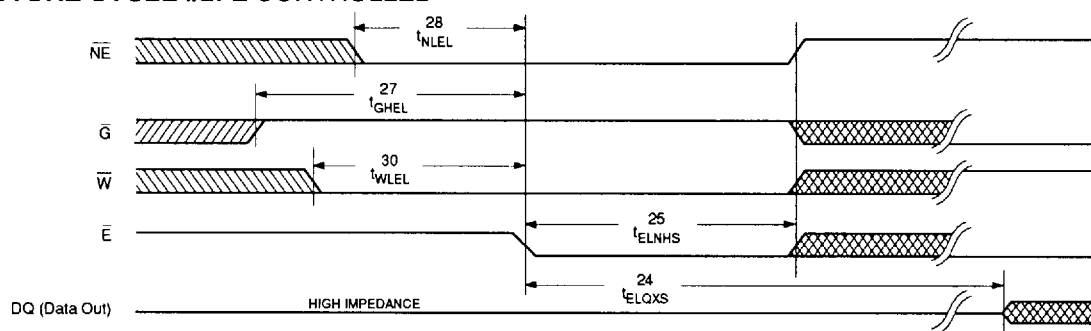 28
tNLEL
NE
27
tGHEL
G
30
tWLEL
W
25
tELNHS
E
24
tELQXS
DQ (Data Out)
HIGH IMPEDANCE